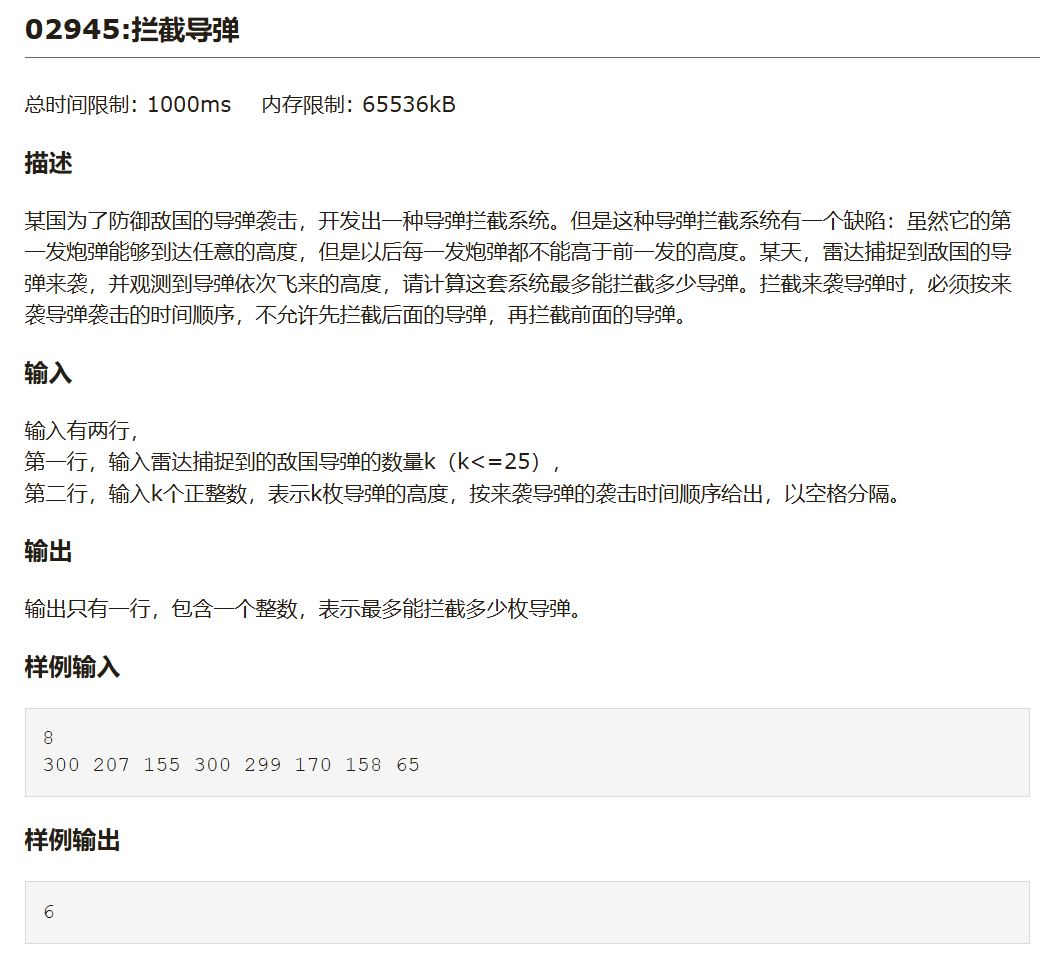 02945:拦截导弹
总时间限制: 1000ms 内存限制: 65536kB
描述
某国为了防御敌国的导弹袭击，开发出一种导弹拦截系统。但是这种导弹拦截系统有一个缺陷：虽然它的第
一发炮弹能够到达任意的高度，但是以后每一发炮弹都不能高于前一发的高度。某天，雷达捕捉到敌国的导
弹来袭，并观测到导弹依次飞来的高度，请计算这套系统最多能拦截多少导弹。拦截来袭导弹时，必须按来
袭导弹袭击的时间顺序，不允许先拦截后面的导弹，再拦截前面的导弹。
输入
输入有两行，
第一行，输入雷达捕捉到的敌国导弹的数量k（k<=25），
第二行，输入k个正整数，表示k枚导弹的高度，按来袭导弹的袭击时间顺序给出，以空格分隔。
输出
输出只有一行，包含一个整数，表示最多能拦截多少枚导弹。
样例输入
8
300 207 155 300 299 170 158 65
样例输出
6